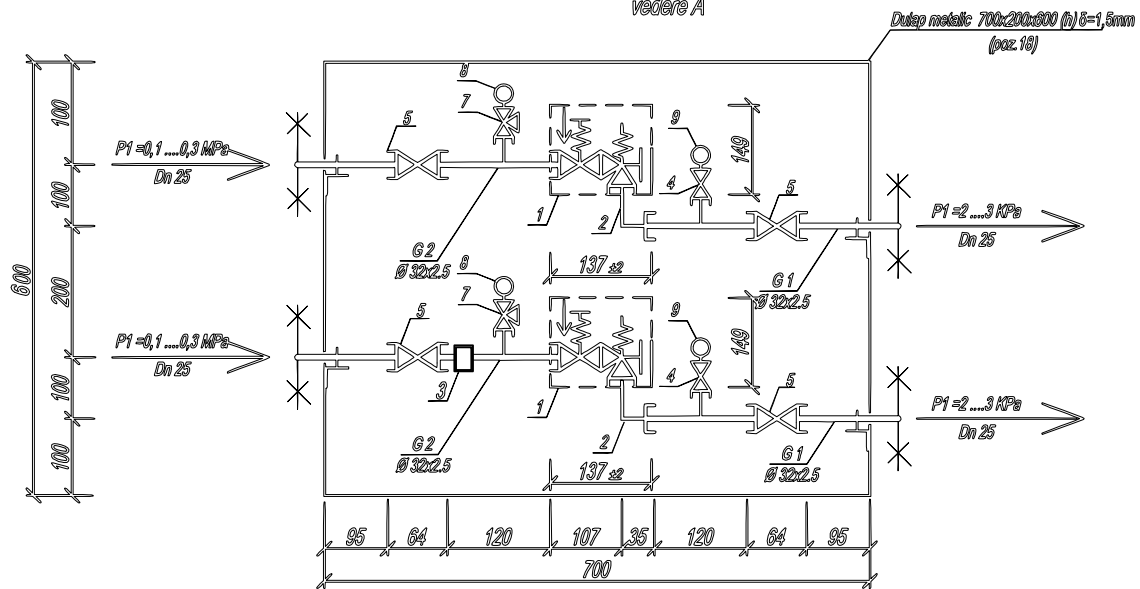 vedere A
Dulap metalic 700x200x600 (h) δ=1,5mm
(poz.18)
8
7
5
9
100
149
P1 =0,1 ....0,3 MPa
Dn 25
4
5
1
2
P1 =2 ....3 KPa
Dn 25
100
G 2
Ø 32x2.5
137 ±2
G 1
Ø 32x2.5
600
200
8
7
5
9
149
P1 =0,1 ....0,3 MPa
Dn 25
4
5
3
1
2
P1 =2 ....3 KPa
Dn 25
100
G 2
Ø 32x2.5
137 ±2
G 1
Ø 32x2.5
100
95 64 120 107 35 120 64 95
700